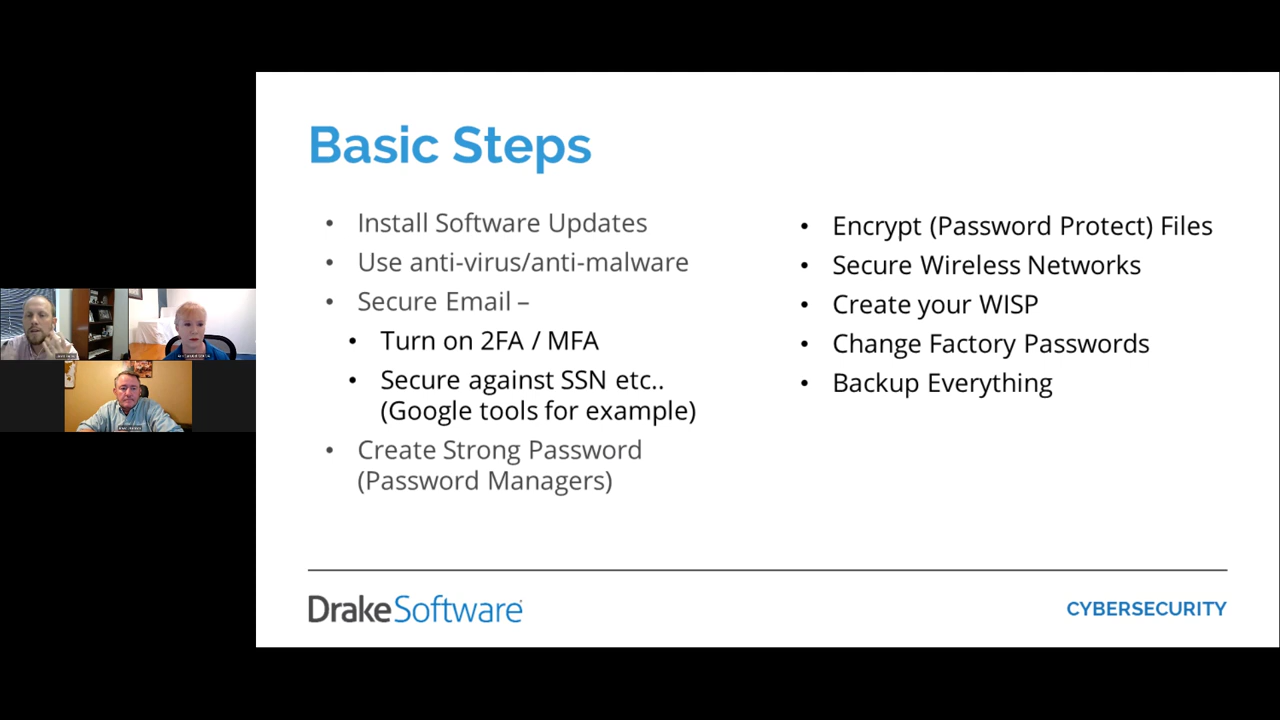 Basic Steps
• Install Software Updates
• Use anti-virus/anti-malware
• Secure Email –
• Turn on 2FA / MFA
• Secure against SSN etc..
(Google tools for example)
• Create Strong Password
(Password Managers)
• Encrypt (Password Protect) Files
• Secure Wireless Networks
• Create your WISP
• Change Factory Passwords
• Backup Everything
DrakeSoftware
CYBERSECURITY